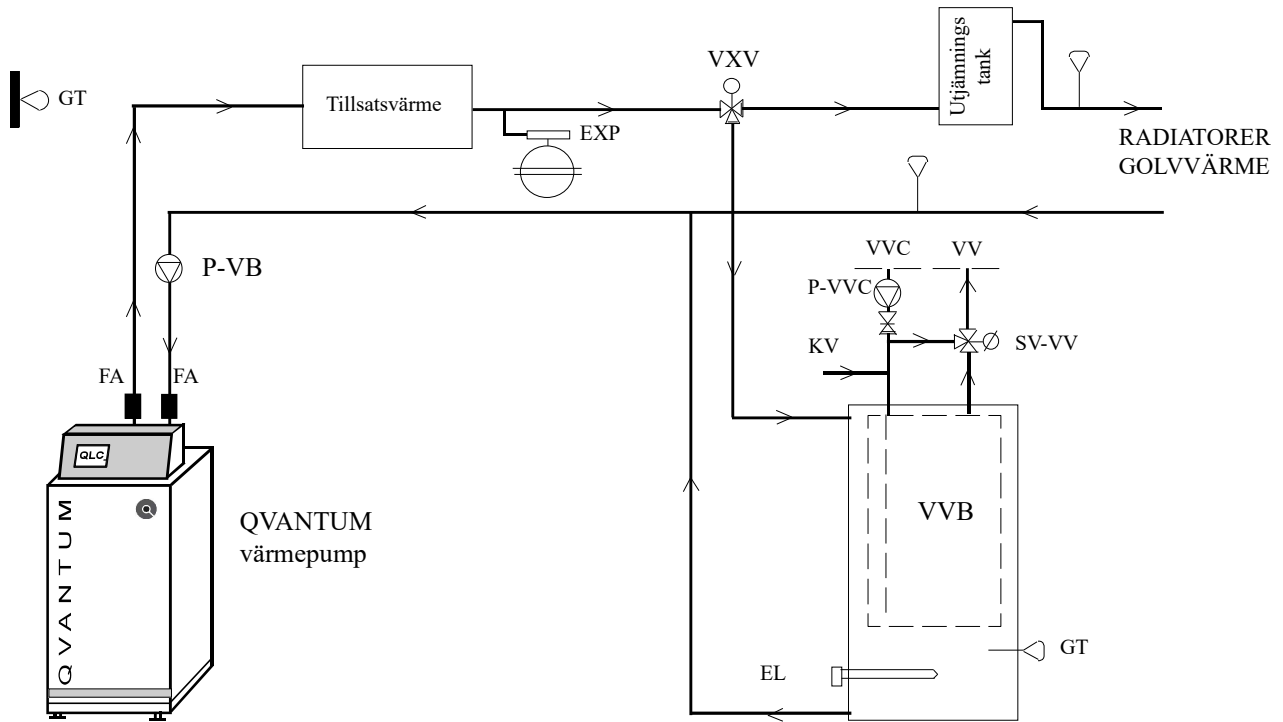 Utjämnings
tank
VXV
GT
Tillsatsvärme
EXP
RADIATORER
GOLVVÄRME
VVC
VV
P-VB
P-VVC
SV-VV
KV
FA
FA
QLC
QVANTUM
QVANTUM
värmepump
VVB
GT
EL